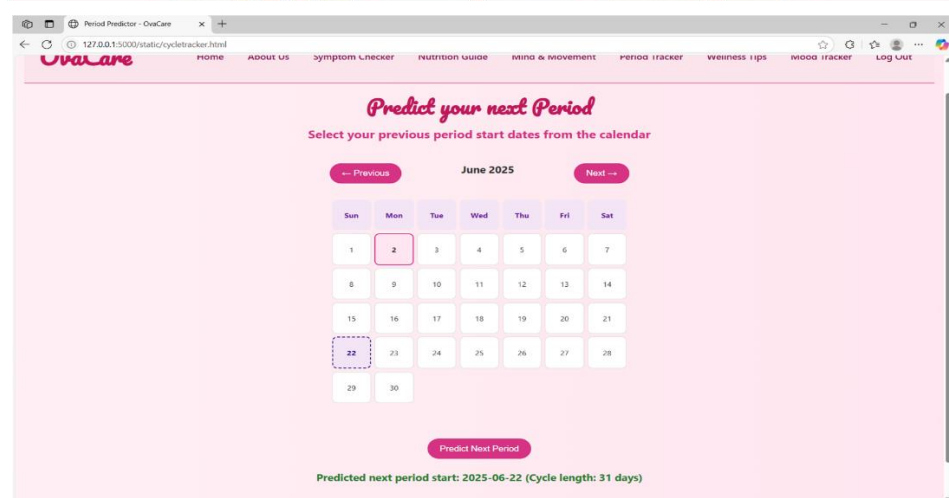 Period Predictor - OvaCare
127.0.0.1:5000/static/cycletracker.html
OvaCare Home About Us Symptom Checker Nutrition Guide Mind & Movement Period Tracker Wellness Tips Mood Tracker Log Out
Predict your next Period
Select your previous period start dates from the calendar
← Previous June 2025 Next →
Sun Mon Tue Wed Thu Fri Sat
1 2 3 4 5 6 7
8 9 10 11 12 13 14
15 16 17 18 19 20 21
22 23 24 25 26 27 28
29 30
Predict Next Period
Predicted next period start: 2025-06-22 (Cycle length: 31 days)